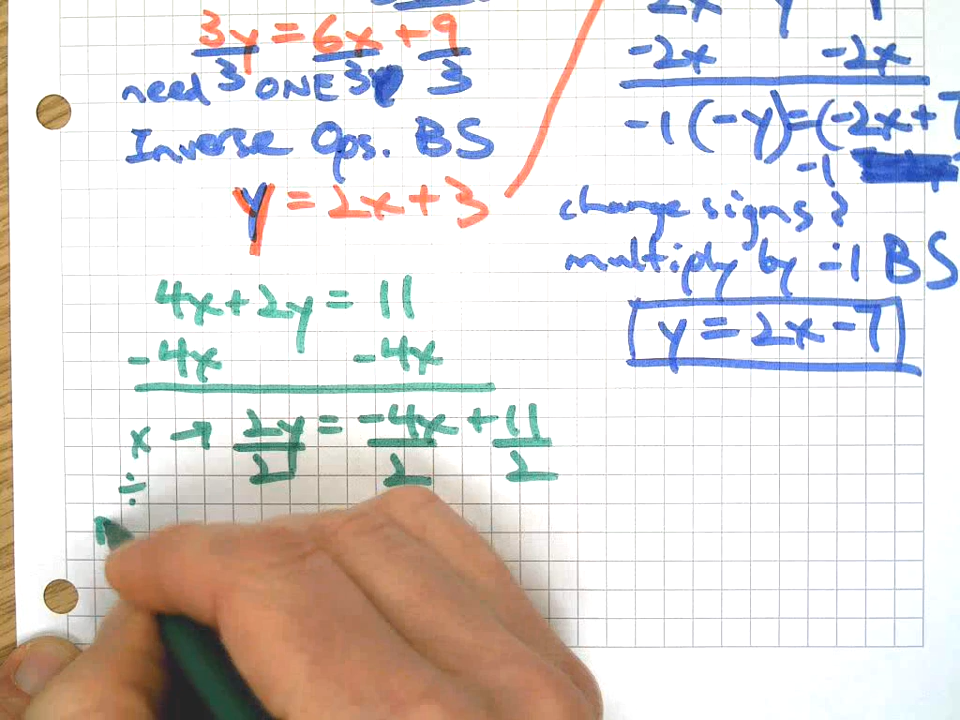 3y = 6x + 9
3 3 3
need ONE y
Inverse Ops. BS
y = 2x + 3
4x + 2y = 11
-4x -4x
x → 2y = -4x + 11
÷ 2 2 2
-2x -2x
-1(-y) = (-2x + 7
-1
change signs?
multiply by -1 BS
y = 2x - 7